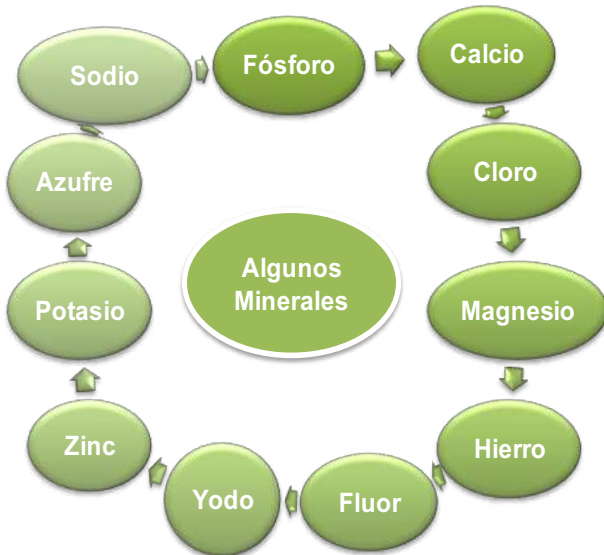 Sodio
Fósforo
Calcio
Cloro
Magnesio
Hierro
Fluor
Yodo
Zinc
Potasio
Azufre
Algunos
Minerales